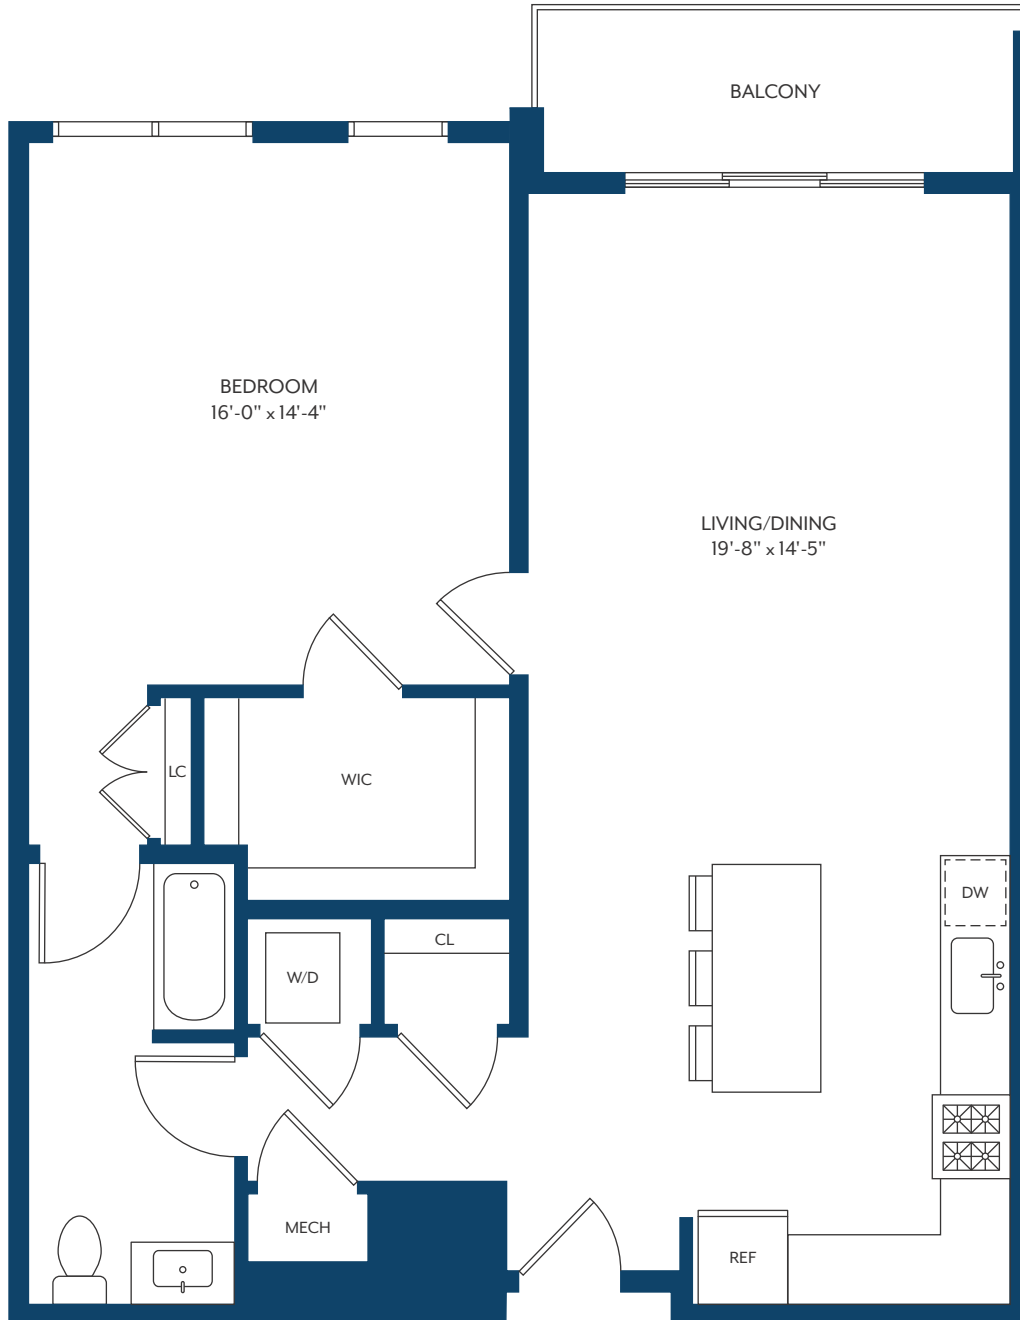 BALCONY
BEDROOM
16'-0" x 14'-4"
LIVING/DINING
19'-8" x 14'-5"
LC
WIC
DW
CL
W/D
MECH
REF